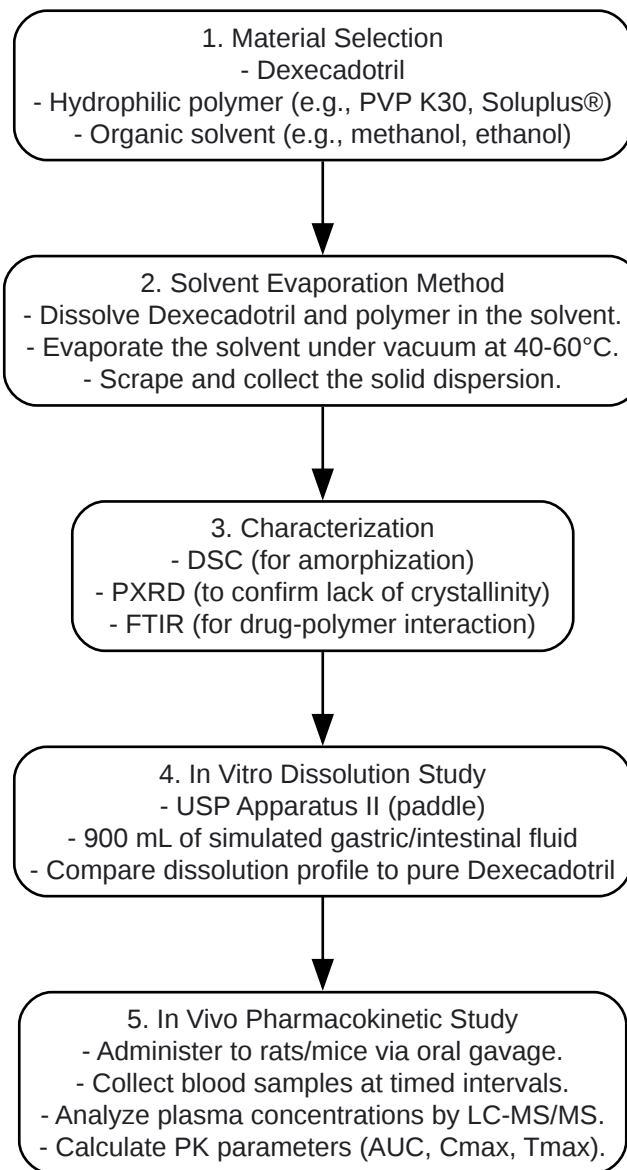 1. Material Selection
- Dexecadotril
- Hydrophilic polymer (e.g., PVP K30, Soluplus®)
- Organic solvent (e.g., methanol, ethanol)
2. Solvent Evaporation Method
- Dissolve Dexecadotril and polymer in the solvent.
- Evaporate the solvent under vacuum at 40-60°C.
- Scrape and collect the solid dispersion.
3. Characterization
- DSC (for amorphization)
- PXRD (to confirm lack of crystallinity)
- FTIR (for drug-polymer interaction)
4. In Vitro Dissolution Study
- USP Apparatus II (paddle)
- 900 mL of simulated gastric/intestinal fluid
- Compare dissolution profile to pure Dexecadotril
5. In Vivo Pharmacokinetic Study
- Administer to rats/mice via oral gavage.
- Collect blood samples at timed intervals.
- Analyze plasma concentrations by LC-MS/MS.
- Calculate PK parameters (AUC, Cmax, Tmax).